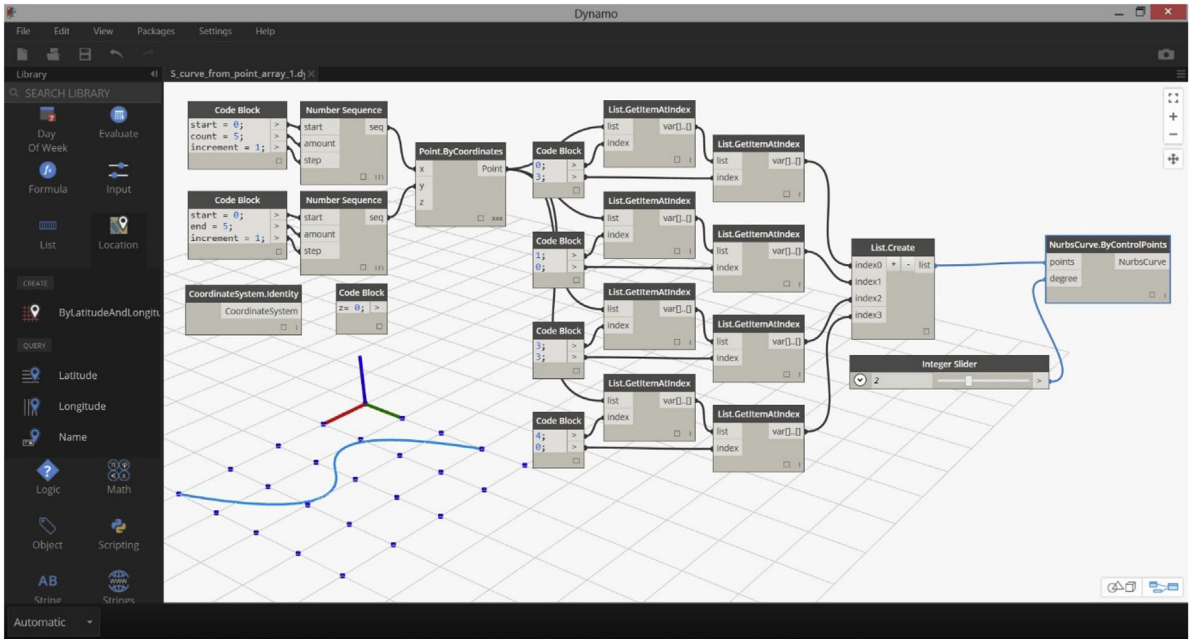 Dynamo
File Edit View Packages Settings Help
Library
S_curve_from_point_array_1.dy
SEARCH LIBRARY
Day
Of Week
Evaluate
Formula
Input
List
Location
CREATE
ByLatitudeAndLongitu
QUERY
Latitude
Longitude
Name
Logic
Math
Object
Scripting
AB
String
www
Strings
Automatic
Code Block
start = 0; >
count = 5; >
increment = 1; >
Number Sequence
start seq
amount
step
Code Block
start = 0; >
end = 5; >
increment = 1; >
Number Sequence
start seq
amount
step
CoordinateSystem.Identity
CoordinateSystem
Code Block
z= 0; >
Point.ByCoordinates
x Point
y
z
xxx
Code Block
0; >
3; >
List.GetItemAtIndex
list var[]..[]
index
List.GetItemAtIndex
list var[]..[]
index
Code Block
1; >
0; >
List.GetItemAtIndex
list var[]..[]
index
List.GetItemAtIndex
list var[]..[]
index
Code Block
3; >
3; >
List.GetItemAtIndex
list var[]..[]
index
List.GetItemAtIndex
list var[]..[]
index
Code Block
4; >
0; >
List.GetItemAtIndex
list var[]..[]
index
List.GetItemAtIndex
list var[]..[]
index
List.Create
index0 + - list
index1
index2
index3
Integer Slider
2 >
NurbsCurve.ByControlPoints
points NurbsCurve
degree